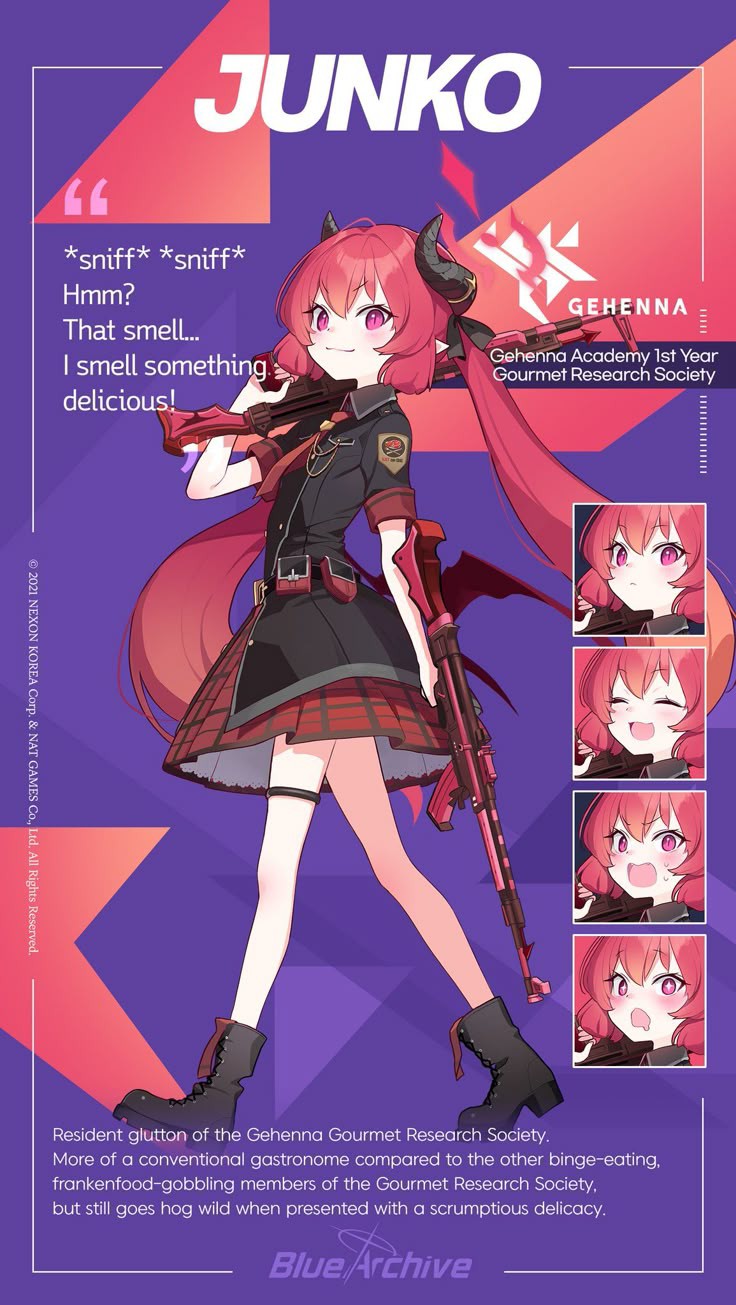 JUNKO
“
*sniff* *sniff*
Hmm?
That smell...
I smell something
delicious!
”
GEHENNA
Gehenna Academy 1st Year
Gourmet Research Society
© 2021 NEXON KOREA Corp. & NAT GAMES Co., Ltd. All Rights Reserved.
Resident glutton of the Gehenna Gourmet Research Society.
More of a conventional gastronome compared to the other binge-eating,
frankenfood-gobbling members of the Gourmet Research Society,
but still goes hog wild when presented with a scrumptious delicacy.
Blue Archive